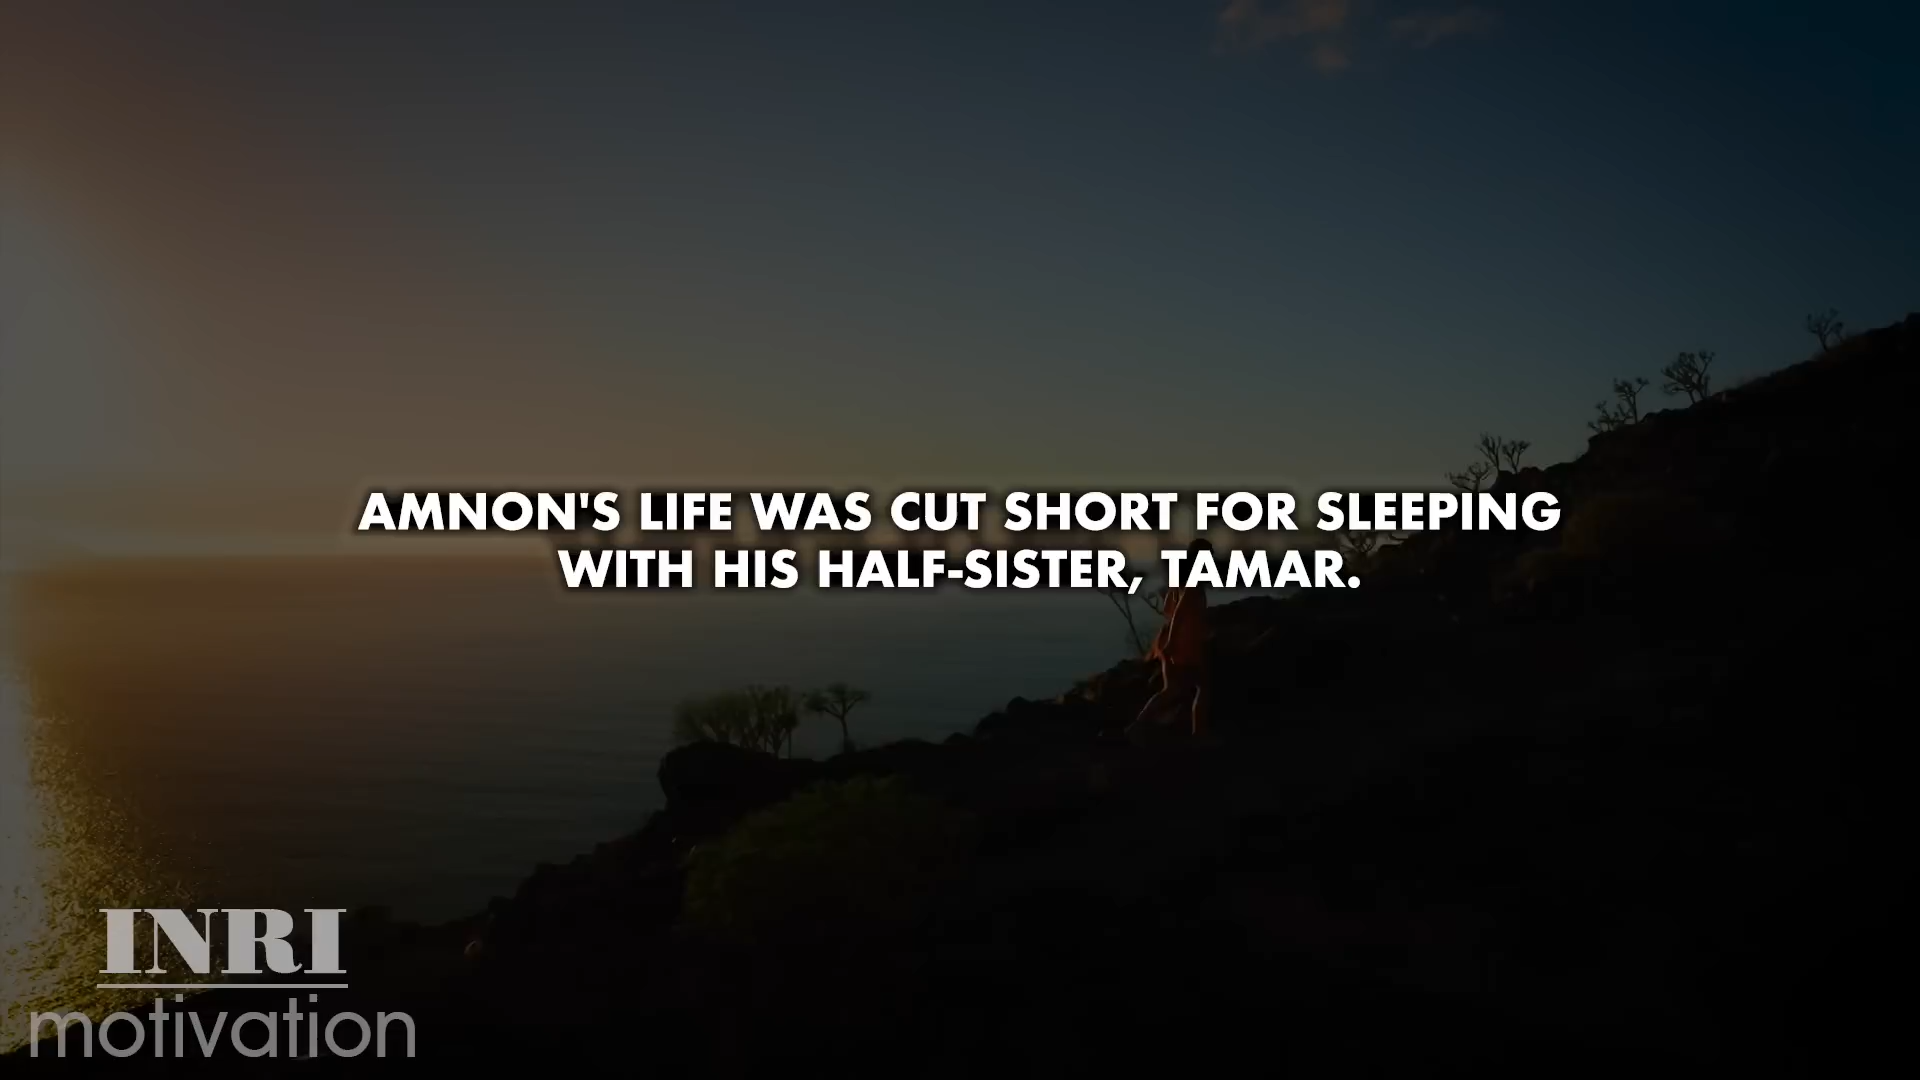 AMNON'S LIFE WAS CUT SHORT FOR SLEEPING
WITH HIS HALF-SISTER, TAMAR.
INRI
motivation